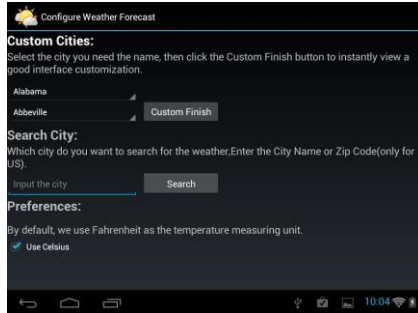 Configure Weather Forecast
Custom Cities:
Select the city you need the name, then click the Custom Finish button to instantly view a
good interface customization.
Alabama
Abbeville
Custom Finish
Search City:
Which city do you want to search for the weather,Enter the City Name or Zip Code(only for
US).
Input the city
Search
Preferences:
By default, we use Fahrenheit as the temperature measuring unit.
Use Celsius
10:04